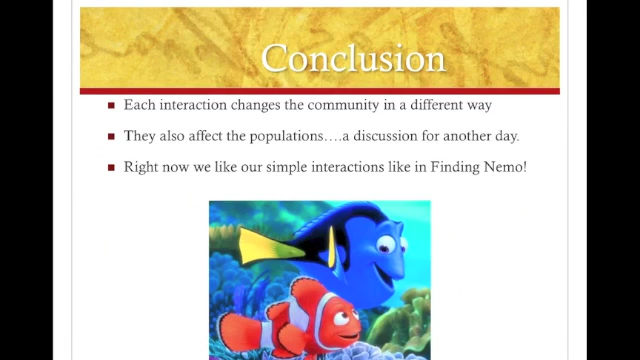 Conclusion
Each interaction changes the community in a different way
They also affect the populations….a discussion for another day.
Right now we like our simple interactions like in Finding Nemo!